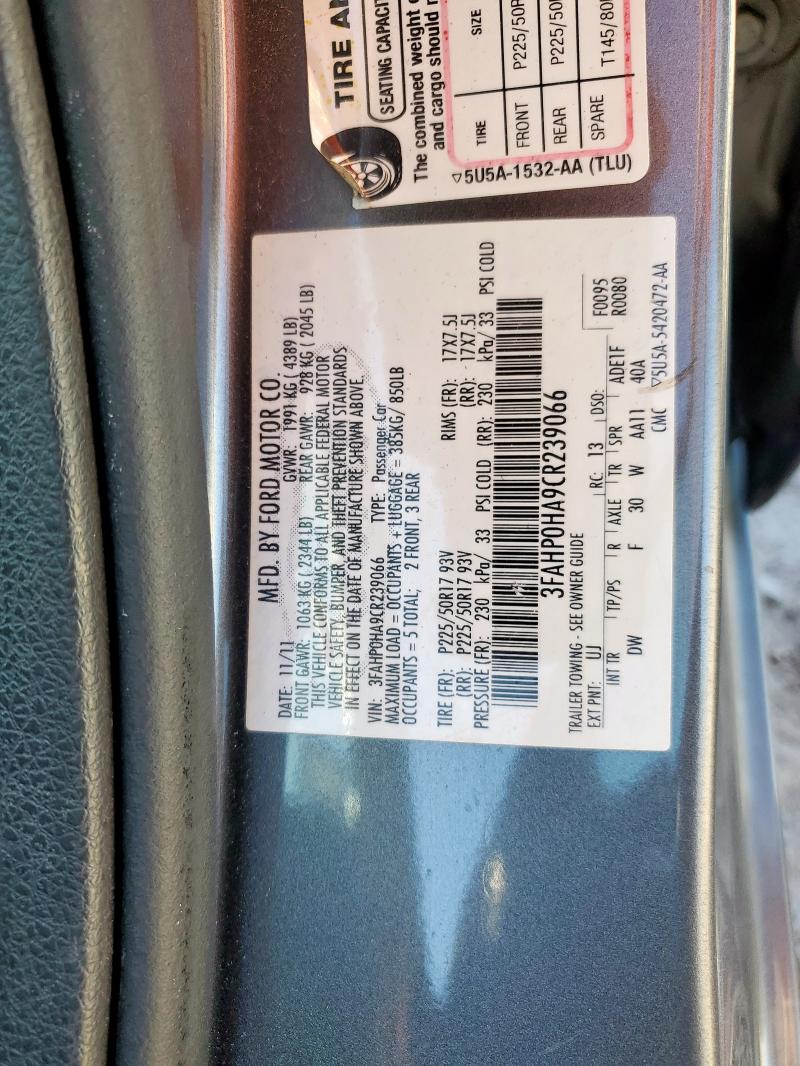 MFD. BY FORD MOTOR CO.
DATE: 11/11 GVWR: 1991 KG ( 4389 LB)
FRONT GAWR: 1063 KG ( 2344 LB) REAR GAWR: 928 KG ( 2045 LB)
THIS VEHICLE CONFORMS TO ALL APPLICABLE FEDERAL MOTOR
VEHICLE SAFETY, BUMPER, AND THEFT PREVENTION STANDARDS
IN EFFECT ON THE DATE OF MANUFACTURE SHOWN ABOVE.
VIN: 3FAHP0HA9CR239066 TYPE: Passenger Car
MAXIMUM LOAD = OCCUPANTS + LUGGAGE = 385KG/ 850LB
OCCUPANTS = 5 TOTAL; 2 FRONT, 3 REAR
TIRE (FR): P225/50R17 93V RIMS (FR): 17X7.5J
(RR): P225/50R17 93V (RR): 17X7.5J
PRESSURE (FR): 230 kPa/ 33 PSI COLD (RR): 230 kPa/ 33 PSI COLD
3FAHP0HA9CR239066
TRAILER TOWING - SEE OWNER GUIDE
EXT PNT: UJ RC: 13 DSO: F0095
R0080
INT TR TP/PS R AXLE TR SPR ADE1F
DW F 30 W AA11 40A
CMC ▽5U5A-5420472-AA
TIRE
SEATING CAPACIT
The combined weight
and cargo should
TIRE SIZE
FRONT P225/50R
REAR P225/50
SPARE T145/80
▽5U5A-1532-AA (TLU)